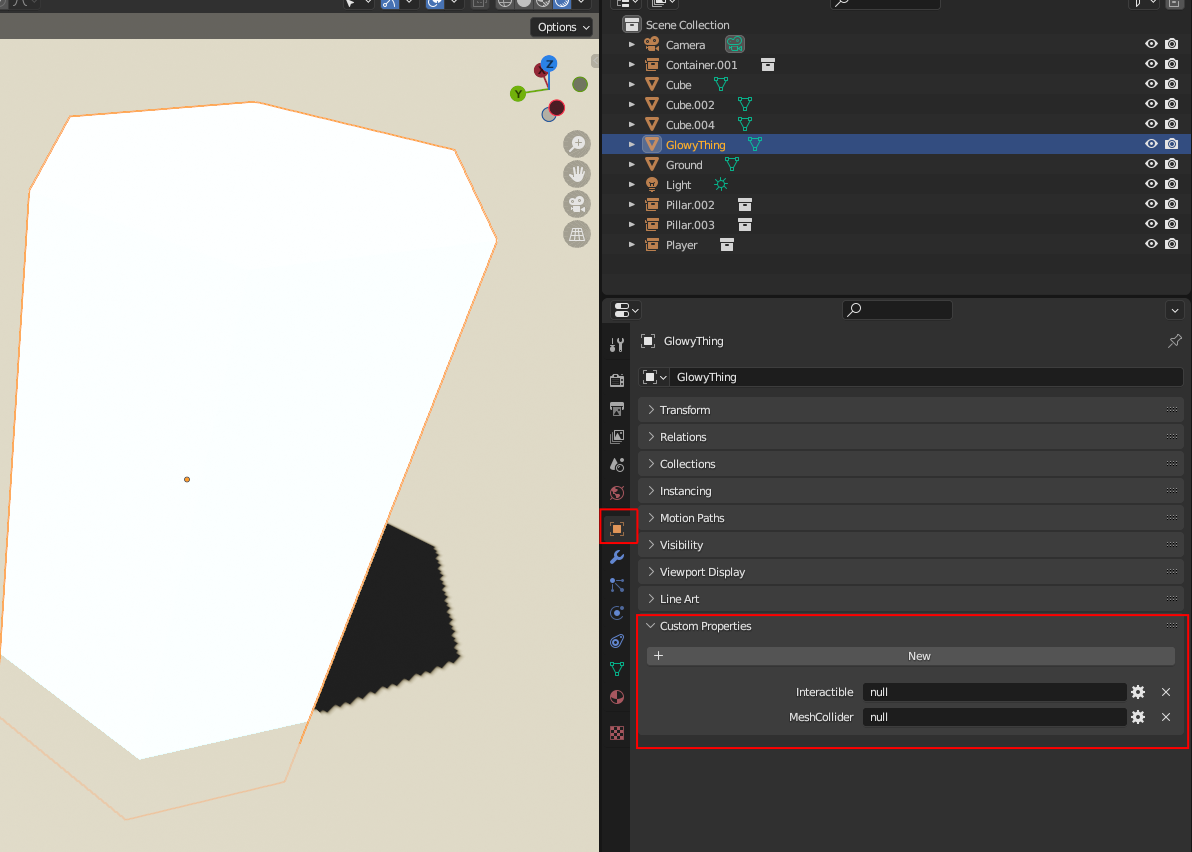 Options
Z
Y
Scene Collection
Camera
Container.001
Cube
Cube.002
Cube.004
GlowyThing
Ground
Light
Pillar.002
Pillar.003
Player
GlowyThing
GlowyThing
Transform
Relations
Collections
Instancing
Motion Paths
Visibility
Viewport Display
Line Art
Custom Properties
+ New
Interactible null
MeshCollider null